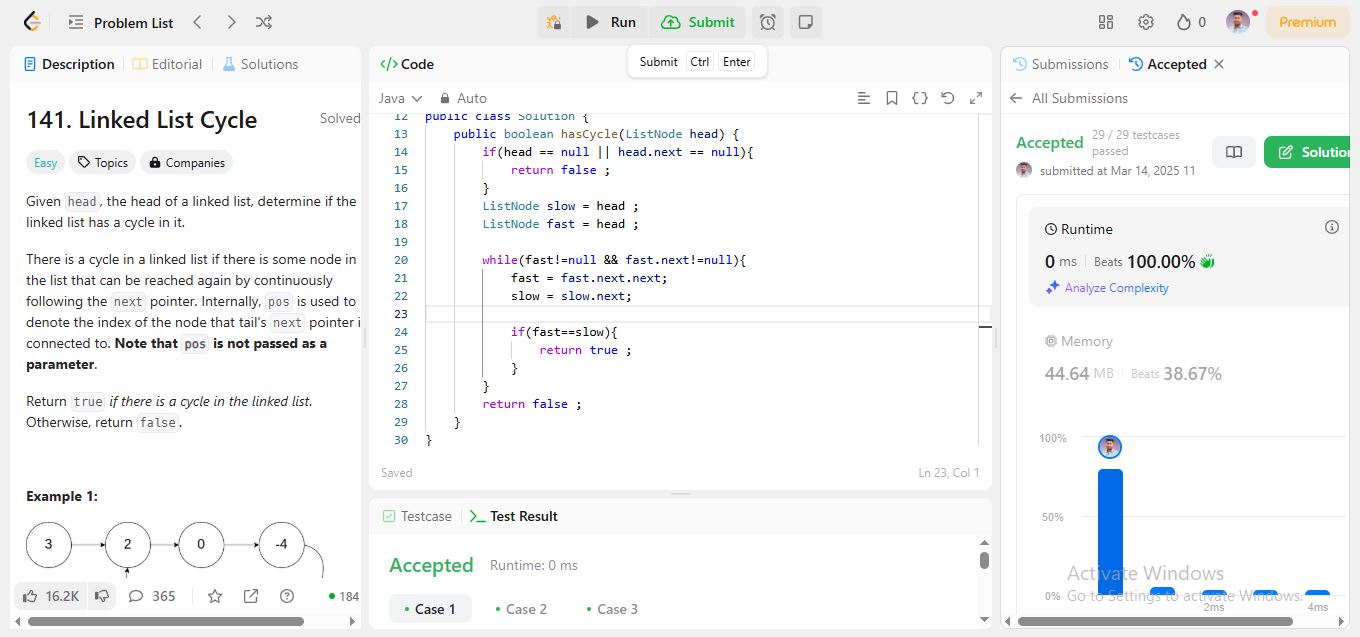 Problem List
Run
Submit
0
Premium
Submit Ctrl Enter
Description
Editorial
Solutions
141. Linked List Cycle
Solved
Easy
Topics
Companies
Given head, the head of a linked list, determine if the
linked list has a cycle in it.
There is a cycle in a linked list if there is some node in
the list that can be reached again by continuously
following the next pointer. Internally, pos is used to
denote the index of the node that tail's next pointer i
connected to. Note that pos is not passed as a
parameter.
Return true if there is a cycle in the linked list.
Otherwise, return false.
Example 1:
3 2 0 -4
16.2K
365
184
</>Code
Java
Auto
12 public class Solution {
13 public boolean hasCycle(ListNode head) {
14 if(head == null || head.next == null){
15 return false ;
16 }
17 ListNode slow = head ;
18 ListNode fast = head ;
19
20 while(fast!=null && fast.next!=null){
21 fast = fast.next.next;
22 slow = slow.next;
23
24 if(fast==slow){
25 return true ;
26 }
27 }
28 return false ;
29 }
30 }
Saved
Ln 23, Col 1
Testcase
>_ Test Result
Accepted
Runtime: 0 ms
Case 1
Case 2
Case 3
Submissions
Accepted
All Submissions
Accepted
29 / 29 testcases
passed
submitted at Mar 14, 2025 11
Solution
Runtime
0 ms
Beats 100.00%
Analyze Complexity
Memory
44.64 MB
Beats 38.67%
100%
50%
0%
2ms
4ms
Activate Windows
Go to Settings to activate Windows.